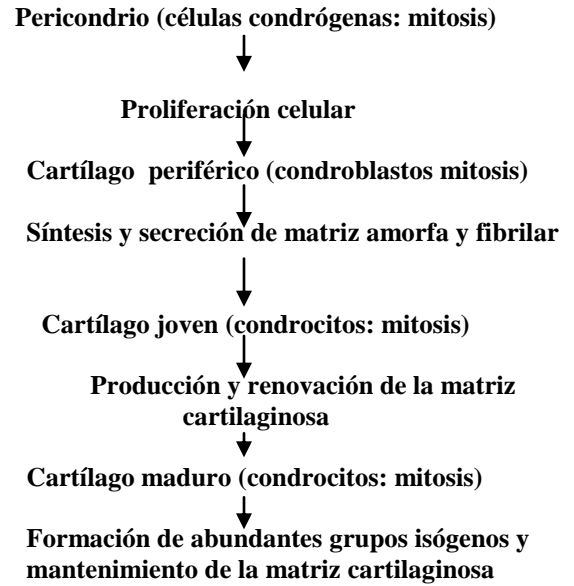 Pericondrio (células condrógenas: mitosis)
Proliferación celular
Cartílago periférico (condroblastos mitosis)
Síntesis y secreción de matriz amorfa y fibrilar
Cartílago joven (condrocitos: mitosis)
Producción y renovación de la matriz
cartilaginosa
Cartílago maduro (condrocitos: mitosis)
Formación de abundantes grupos isógenos y
mantenimiento de la matriz cartilaginosa